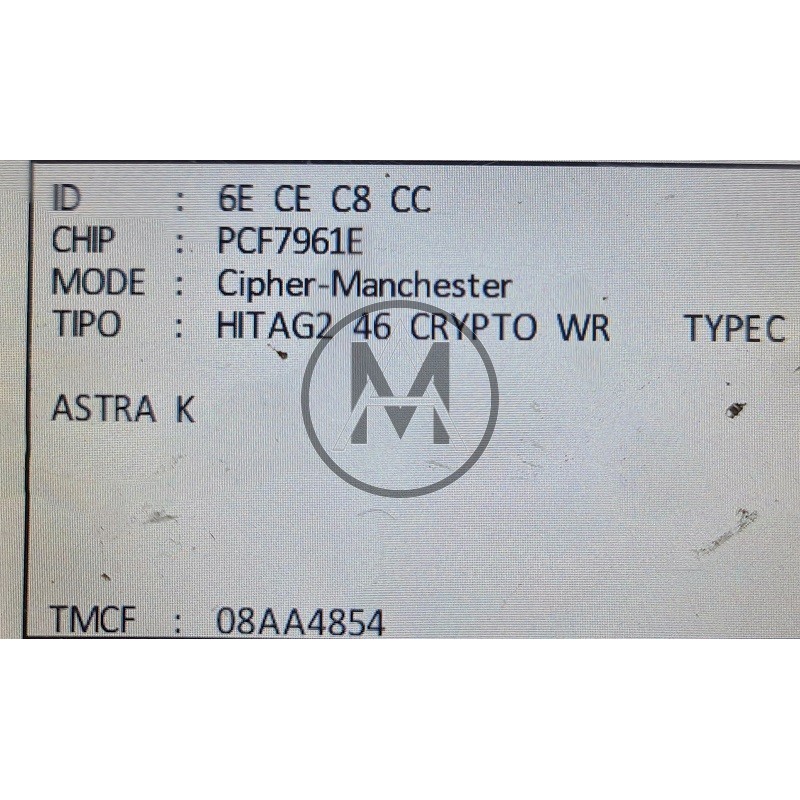 ID : 6E CE C8 CC
CHIP : PCF7961E
MODE : Cipher-Manchester
TIPO : HITAG2 46 CRYPTO WR TYPEC
ASTRA K
TMCF : 08AA4854